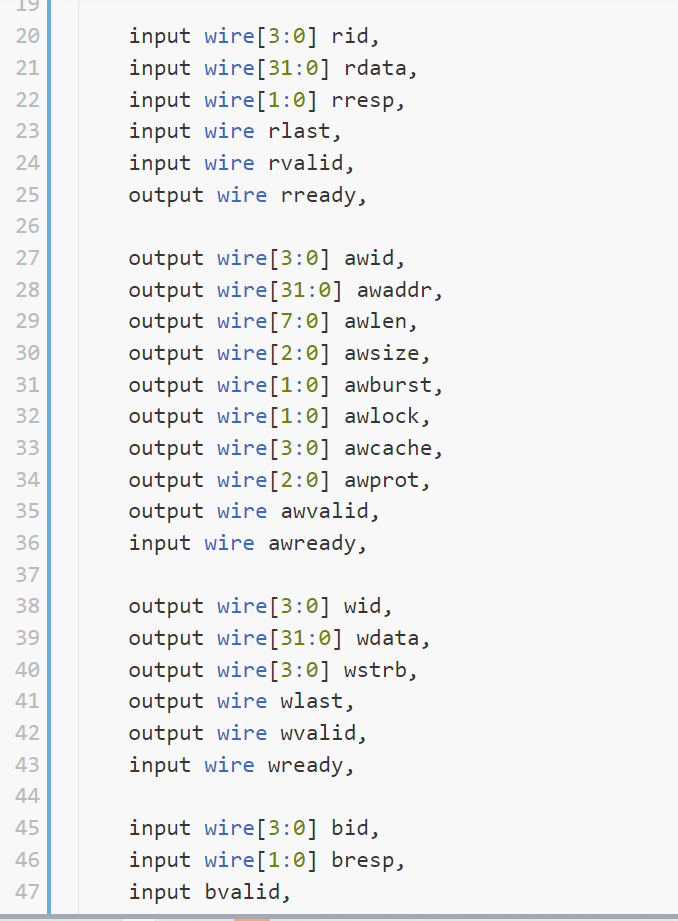 19
20 input wire[3:0] rid,
21 input wire[31:0] rdata,
22 input wire[1:0] rresp,
23 input wire rlast,
24 input wire rvalid,
25 output wire rready,
26
27 output wire[3:0] awid,
28 output wire[31:0] awaddr,
29 output wire[7:0] awlen,
30 output wire[2:0] awsize,
31 output wire[1:0] awburst,
32 output wire[1:0] awlock,
33 output wire[3:0] awcache,
34 output wire[2:0] awprot,
35 output wire awvalid,
36 input wire awready,
37
38 output wire[3:0] wid,
39 output wire[31:0] wdata,
40 output wire[3:0] wstrb,
41 output wire wlast,
42 output wire wvalid,
43 input wire wready,
44
45 input wire[3:0] bid,
46 input wire[1:0] bresp,
47 input bvalid,